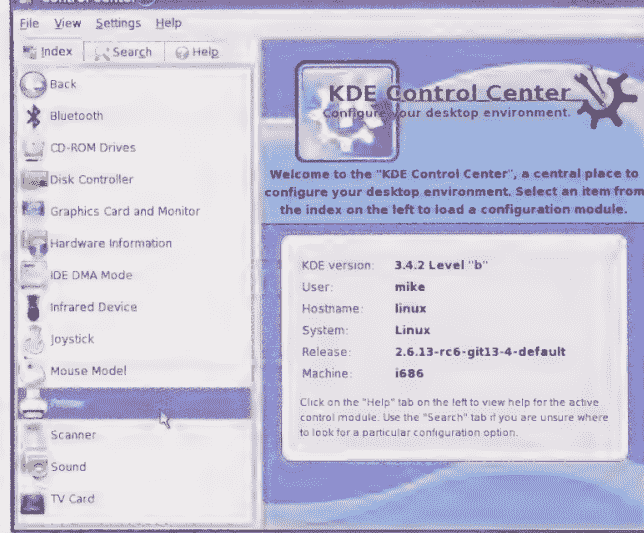 Control Center
File View Settings Help
Index Search Help
Back
Bluetooth
CD-ROM Drives
Disk Controller
Graphics Card and Monitor
Hardware Information
IDE DMA Mode
Infrared Device
Joystick
Mouse Model
Scanner
Sound
TV Card
KDE Control Center
Configure your desktop environment.
Welcome to the "KDE Control Center", a central place to
configure your desktop environment. Select an item from
the index on the left to load a configuration module.
KDE version: 3.4.2 Level "b"
User: mike
Hostname: linux
System: Linux
Release: 2.6.13-rc6-git13-4-default
Machine: i686
Click on the "Help" tab on the left to view help for the active
control module. Use the "Search" tab if you are unsure where
to look for a particular configuration option.